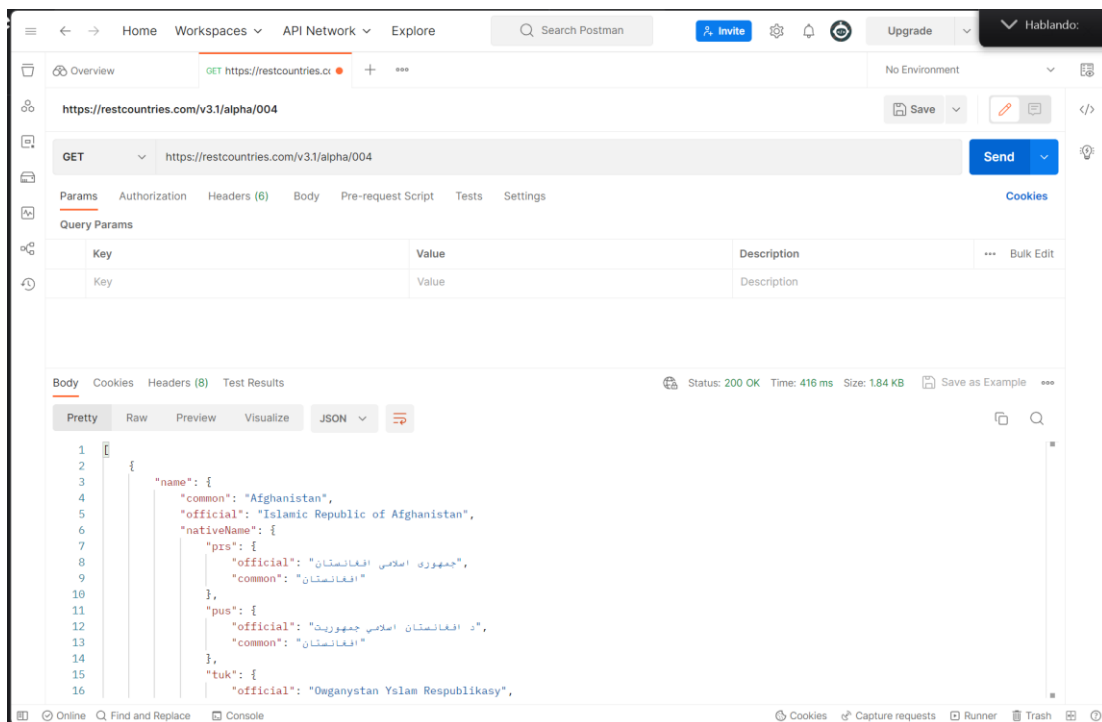 Home Workspaces API Network Explore Search Postman Invite Upgrade Hablando:
Overview GET https://restcountries.cc No Environment
https://restcountries.com/v3.1/alpha/004 Save
GET https://restcountries.com/v3.1/alpha/004 Send
Params Authorization Headers (6) Body Pre-request Script Tests Settings Cookies
Query Params
Key Value Description Bulk Edit
Key Value Description
Body Cookies Headers (8) Test Results Status: 200 OK Time: 416 ms Size: 1.84 KB Save as Example
Pretty Raw Preview Visualize JSON
1 [
2 {
3 "name": {
4 "common": "Afghanistan",
5 "official": "Islamic Republic of Afghanistan",
6 "nativeName": {
7 "prs": {
8 "official": "جمهوری اسلامی افغانستان",
9 "common": "افغانستان"
10 },
11 "pus": {
12 "official": "د افغانستان اسلامي جمهوریت",
13 "common": "افغانستان"
14 },
15 "tuk": {
16 "official": "Owganystan Yslam Respublikasy",
Online Find and Replace Console Cookies Capture requests Runner Trash